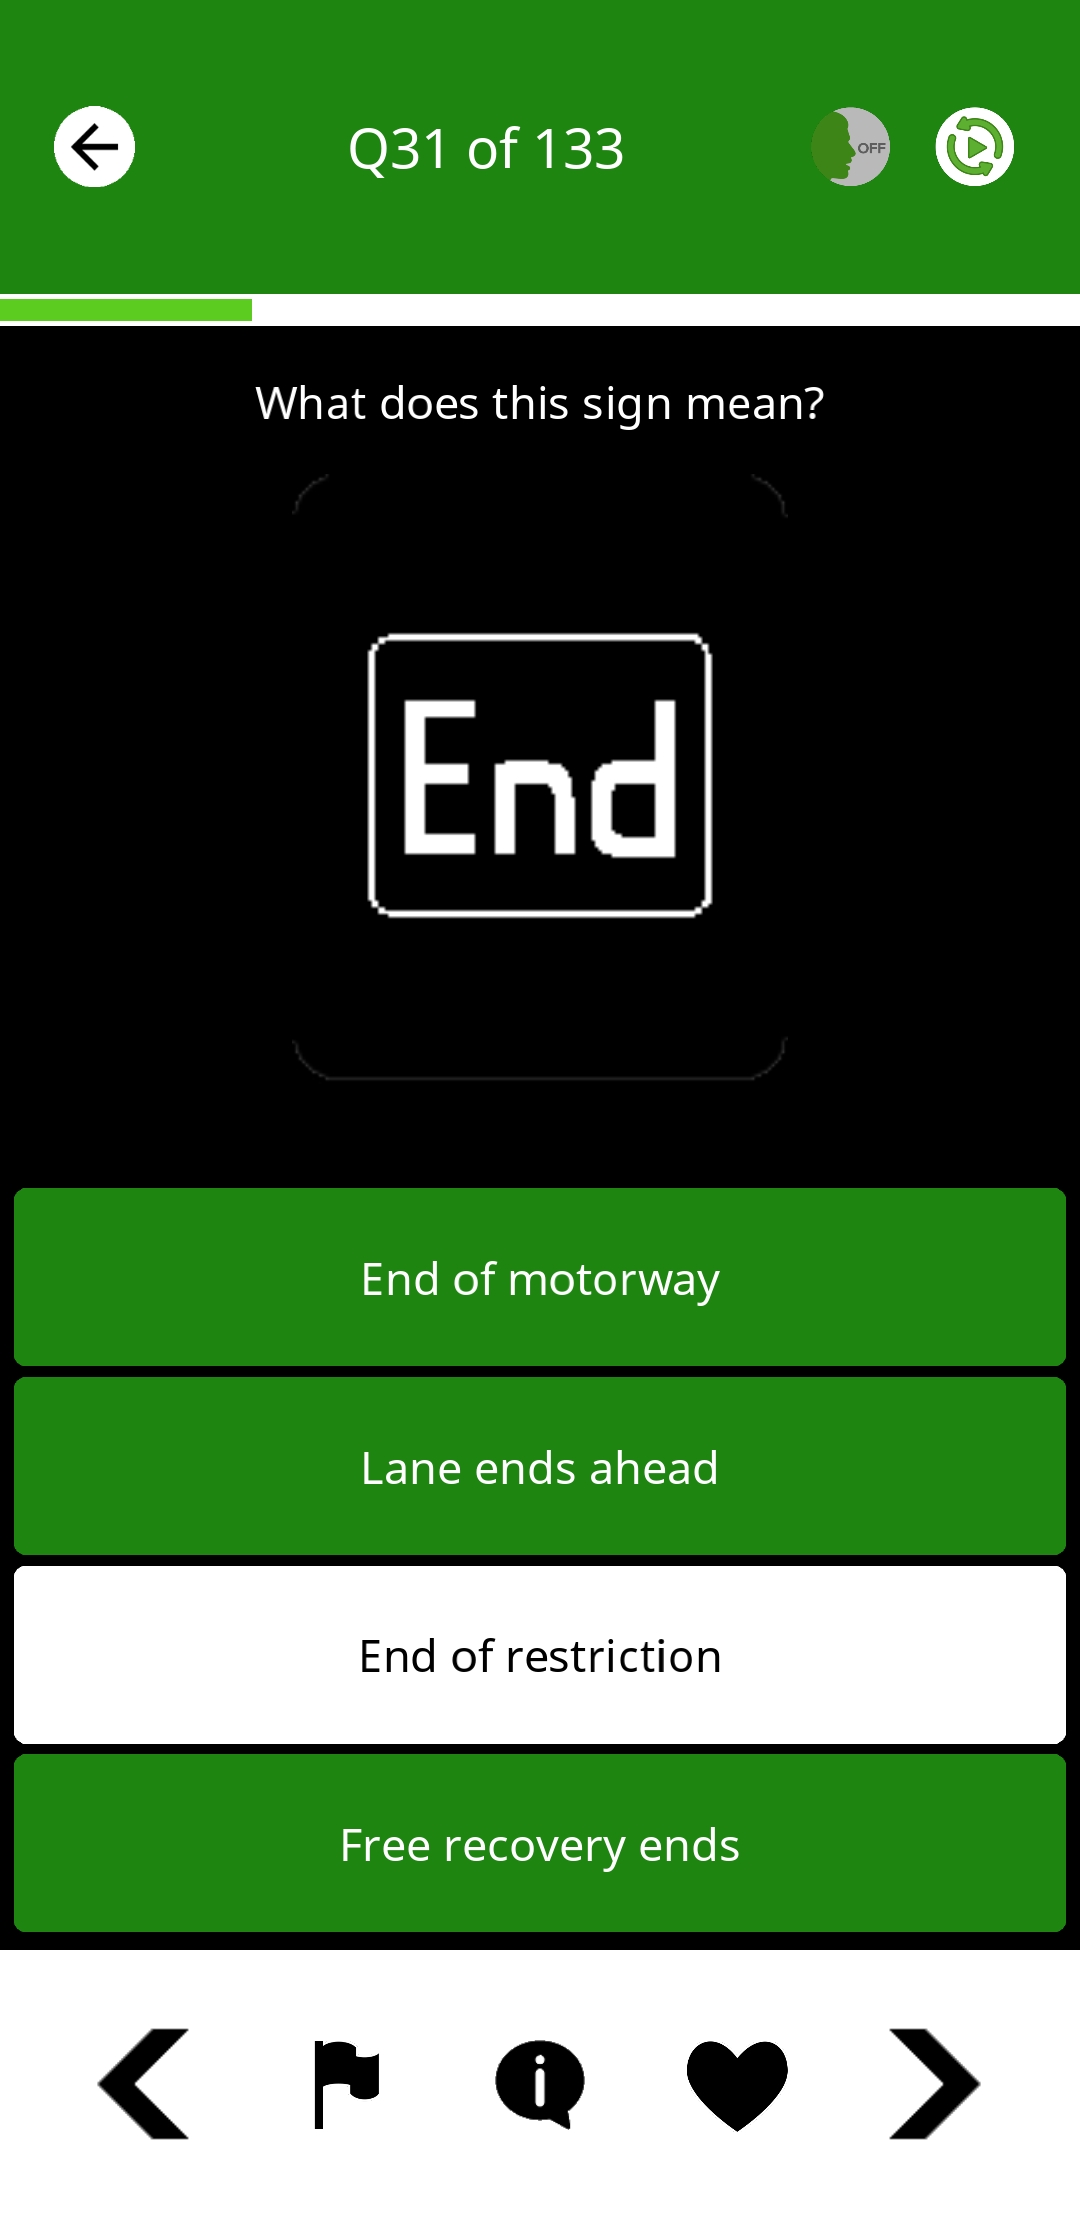 Q31 of 133
OFF
What does this sign mean?
End
End of motorway
Lane ends ahead
End of restriction
Free recovery ends